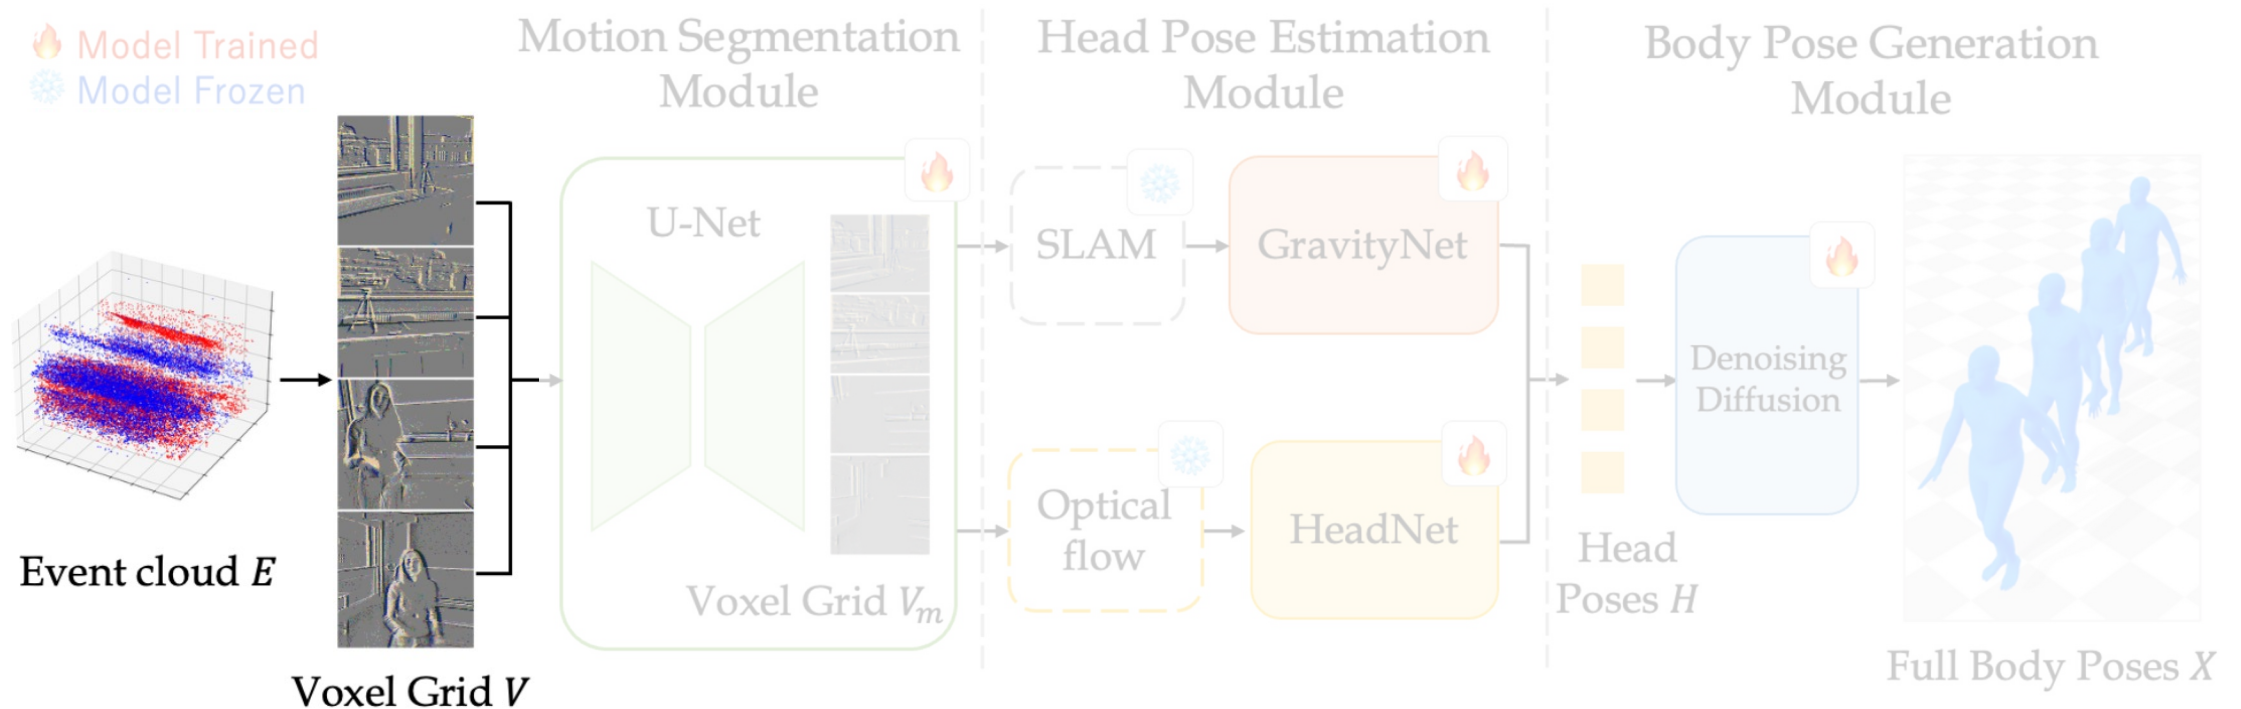 Model Trained
Model Frozen
Motion Segmentation
Module
Head Pose Estimation
Module
Body Pose Generation
Module
U-Net
SLAM
GravityNet
Denoising
Diffusion
Optical
flow
HeadNet
Event cloud E
Voxel Grid V
Voxel Grid Vₘ
Head
Poses H
Full Body Poses X